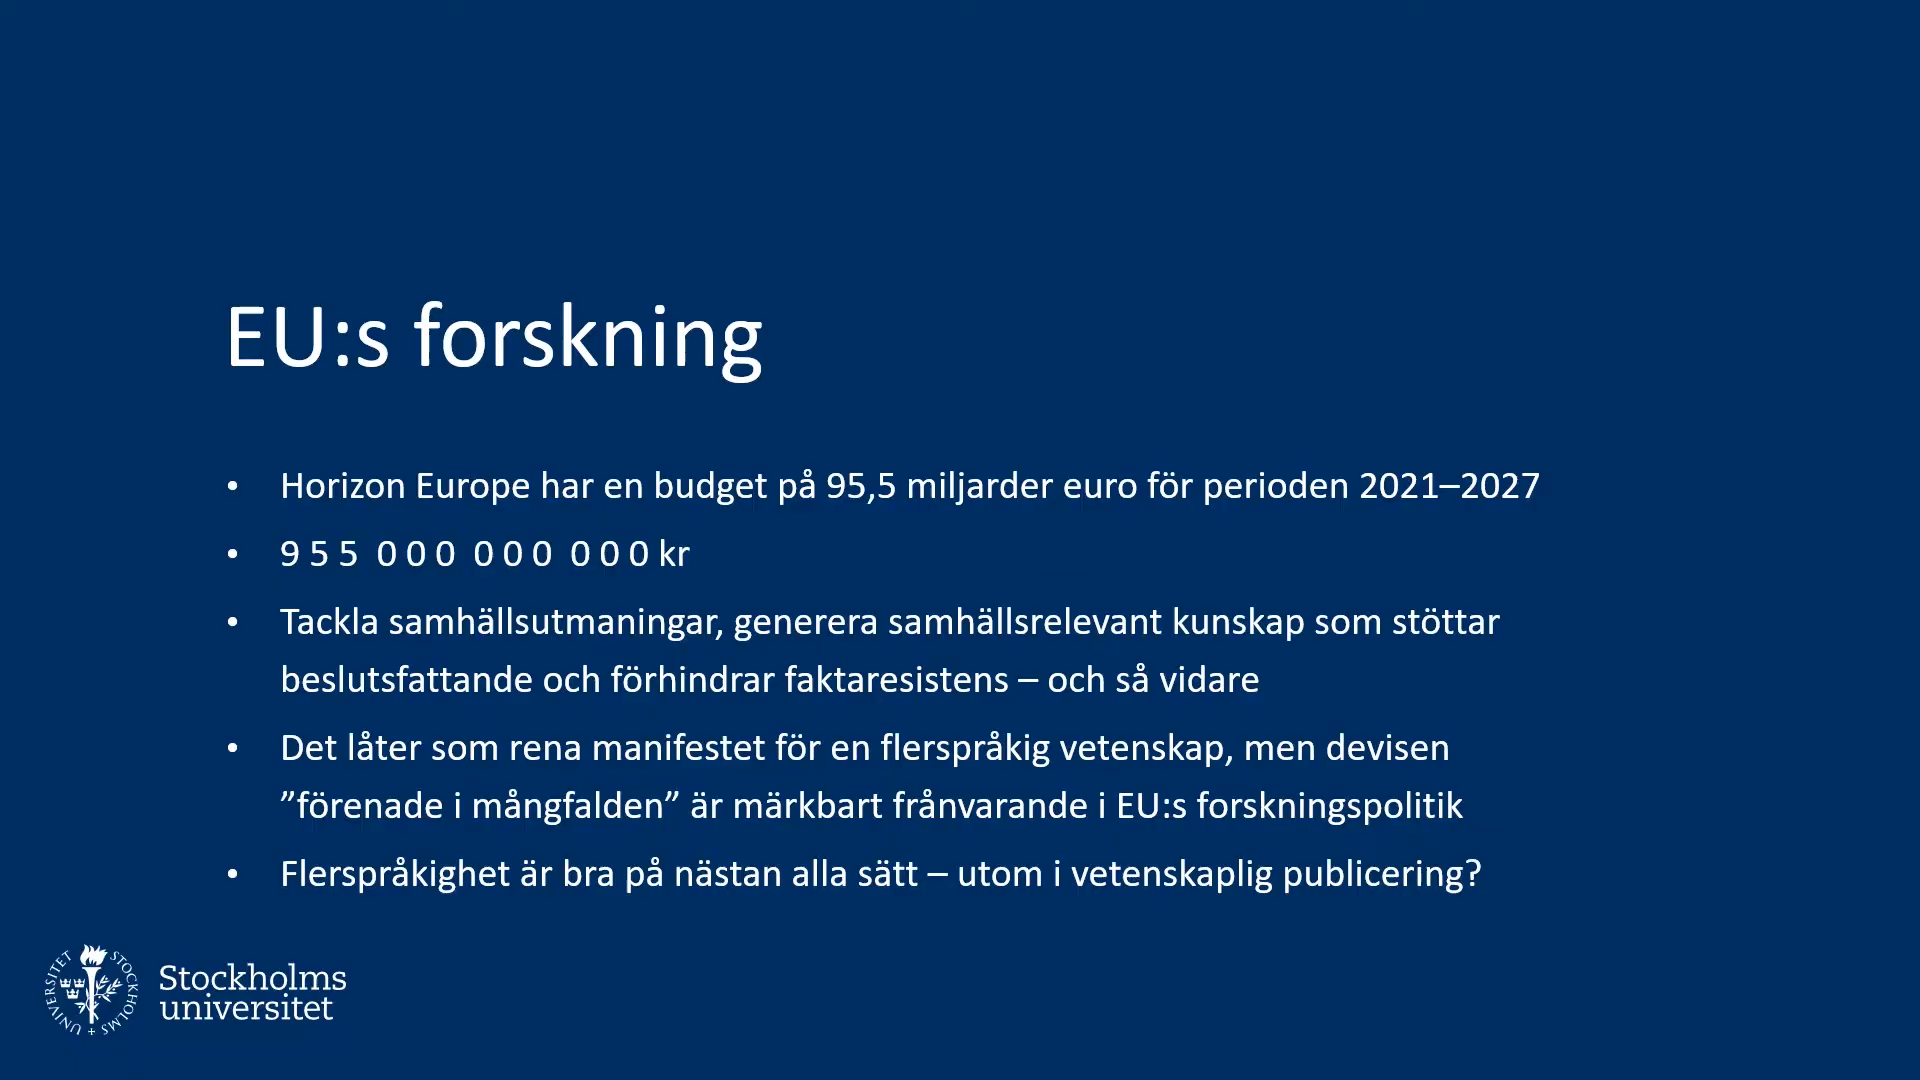 EU:s forskning
• Horizon Europe har en budget på 95,5 miljarder euro för perioden 2021–2027
• 9 5 5 0 0 0 0 0 0 0 0 0 kr
• Tackla samhällsutmaningar, generera samhällsrelevant kunskap som stöttar
beslutsfattande och förhindrar faktaresistens – och så vidare
• Det låter som rena manifestet för en flerspråkig vetenskap, men devisen
”förenade i mångfalden” är märkbart frånvarande i EU:s forskningspolitik
• Flerspråkighet är bra på nästan alla sätt – utom i vetenskaplig publicering?
STOCKHOLMS UNIVERSITET
Stockholms
universitet